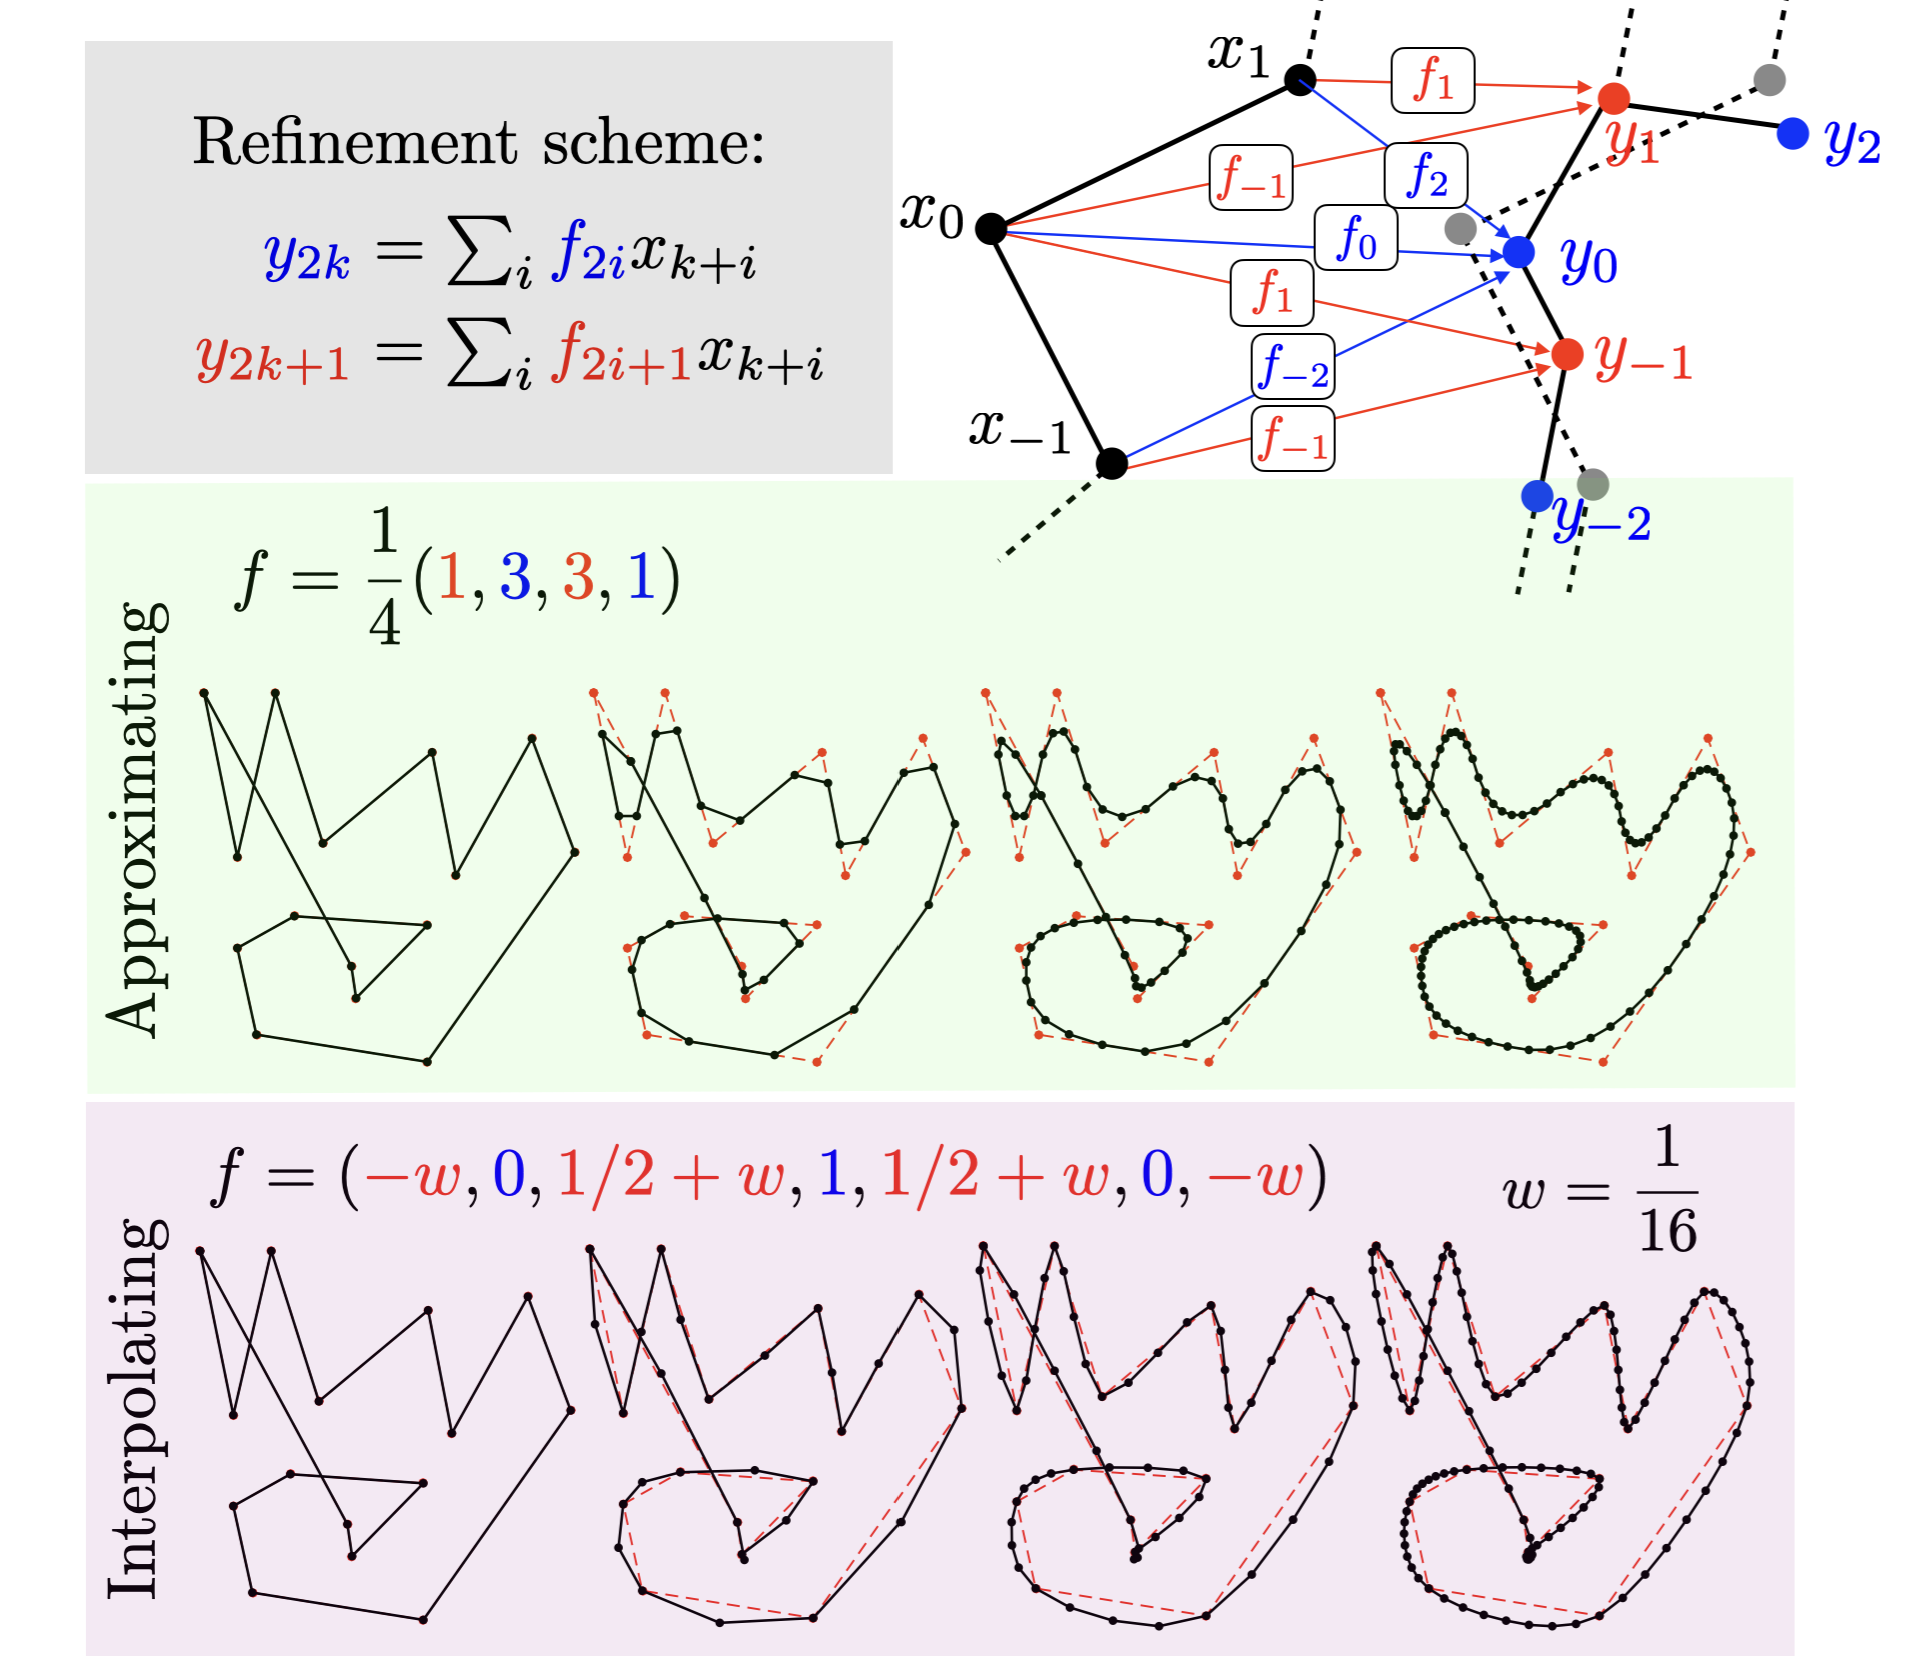 Refinement scheme:
y_{2k} = ∑_i f_{2i}x_{k+i}
y_{2k+1} = ∑_i f_{2i+1}x_{k+i}
x_1
f_1
y_1
y_2
f_{-1}
f_2
x_0
f_0
y_0
f_1
f_{-2}
y_{-1}
x_{-1}
f_{-1}
y_{-2}
f = \frac{1}{4}(1, 3, 3, 1)
Approximating
f = (-w, 0, 1/2 + w, 1, 1/2 + w, 0, -w)
w = \frac{1}{16}
Interpolating